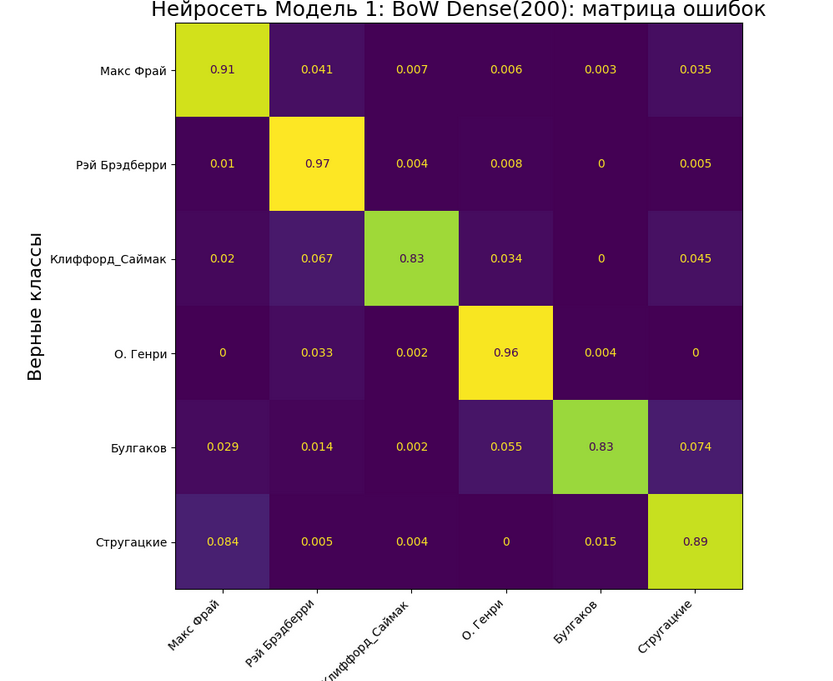 Нейросеть Модель 1: BoW Dense(200): матрица ошибок
Верные классы
Макс Фрай 0.91 0.041 0.007 0.006 0.003 0.035
Рэй Брэдберри 0.01 0.97 0.004 0.008 0 0.005
Клиффорд_Саймак 0.02 0.067 0.83 0.034 0 0.045
О. Генри 0 0.033 0.002 0.96 0.004 0
Булгаков 0.029 0.014 0.002 0.055 0.83 0.074
Стругацкие 0.084 0.005 0.004 0 0.015 0.89
Макс Фрай Рэй Брэдберри Клиффорд_Саймак О. Генри Булгаков Стругацкие